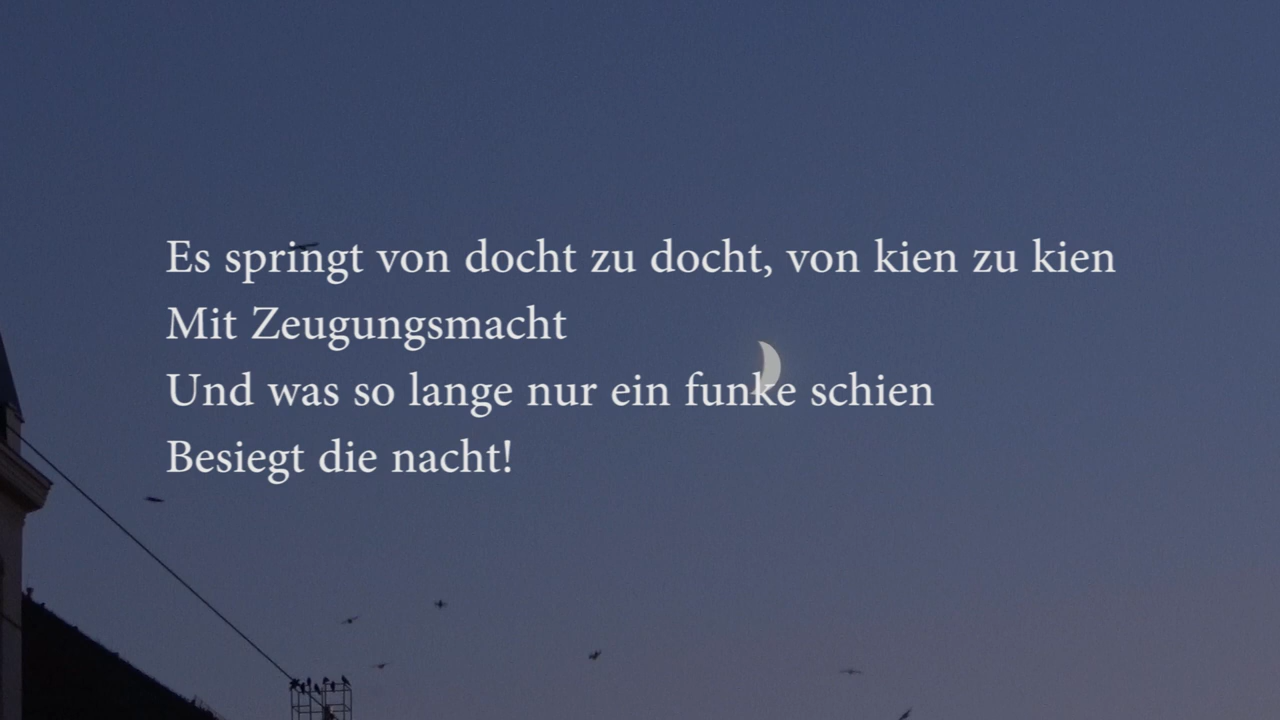 Es springt von docht zu docht, von kien zu kien
Mit Zeugungsmacht
Und was so lange nur ein funke schien
Besiegt die nacht!